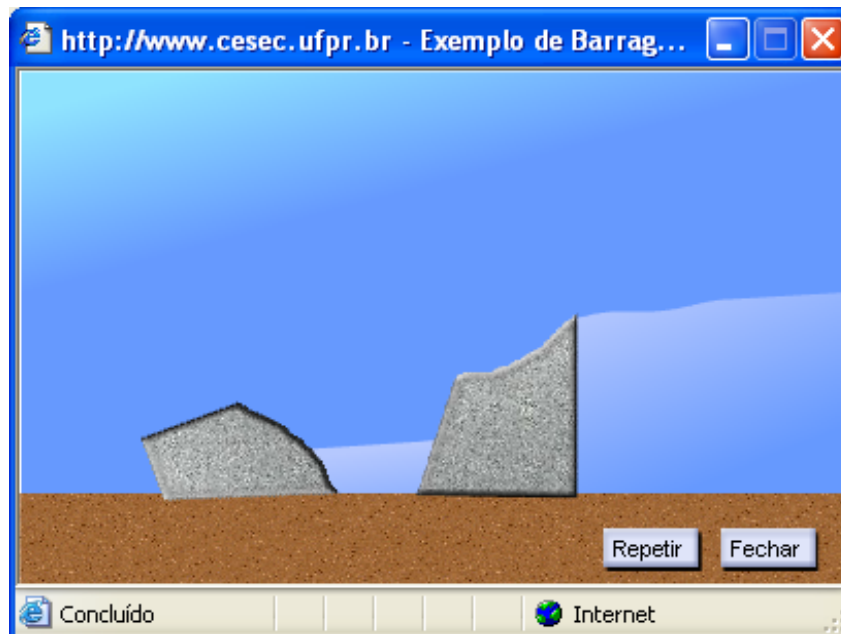 http://www.cesec.ufpr.br - Exemplo de Barrag...
Repetir
Fechar
Concluído
Internet